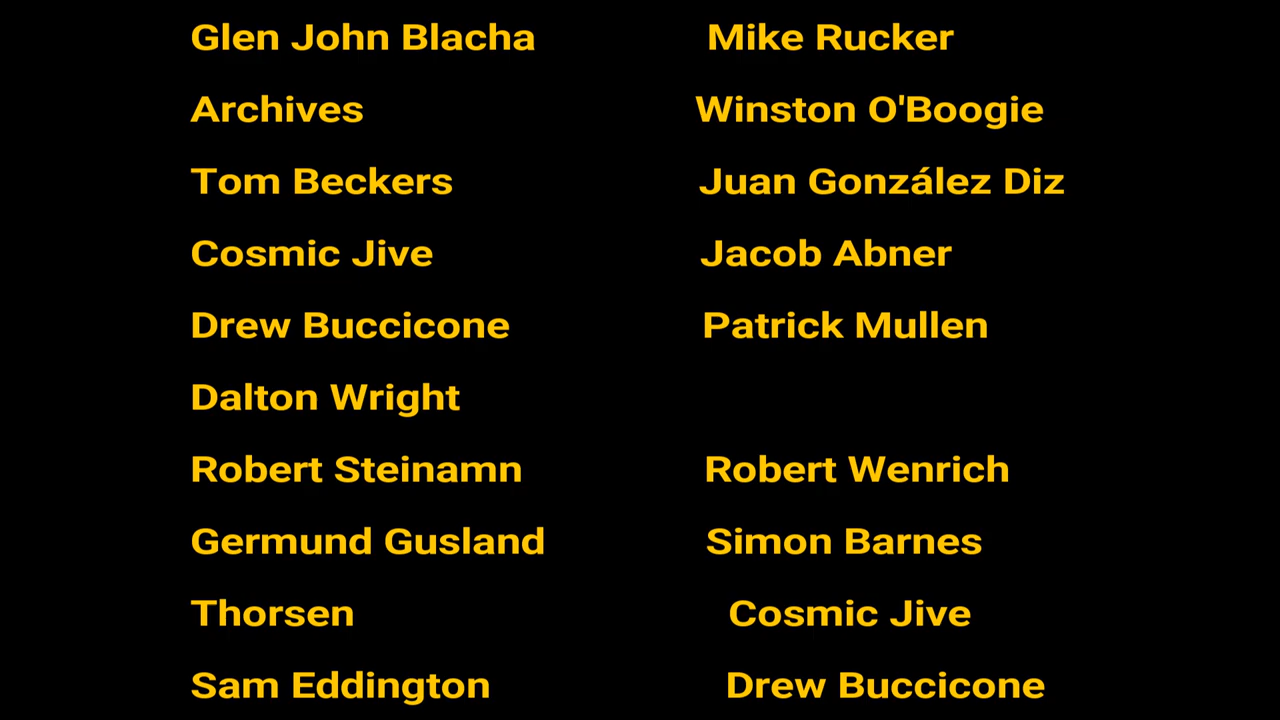 Glen John Blacha Mike Rucker
Archives Winston O'Boogie
Tom Beckers Juan González Diz
Cosmic Jive Jacob Abner
Drew Buccicone Patrick Mullen
Dalton Wright
Robert Steinamn Robert Wenrich
Germund Gusland Simon Barnes
Thorsen Cosmic Jive
Sam Eddington Drew Buccicone